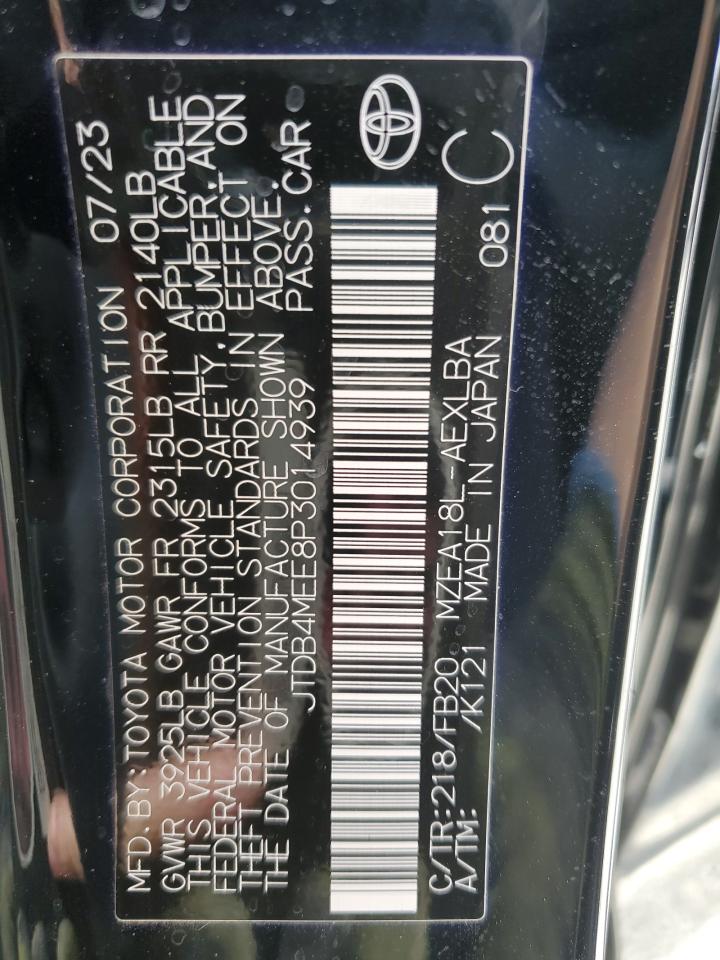 MFD. BY: TOYOTA MOTOR CORPORATION 07/23
GVWR 3925LB GAWR FR 2315LB RR 2140LB
THIS VEHICLE CONFORMS TO ALL APPLICABLE
FEDERAL MOTOR VEHICLE SAFETY, BUMPER, AND
THEFT PREVENTION STANDARDS IN EFFECT ON
THE DATE OF MANUFACTURE SHOWN ABOVE.
JTDB4MEE8P3014939 PASS. CAR
C/TR: 218/FB20 MZEA18L-AEXLBA 081 C
A/TM: /K121 MADE IN JAPAN